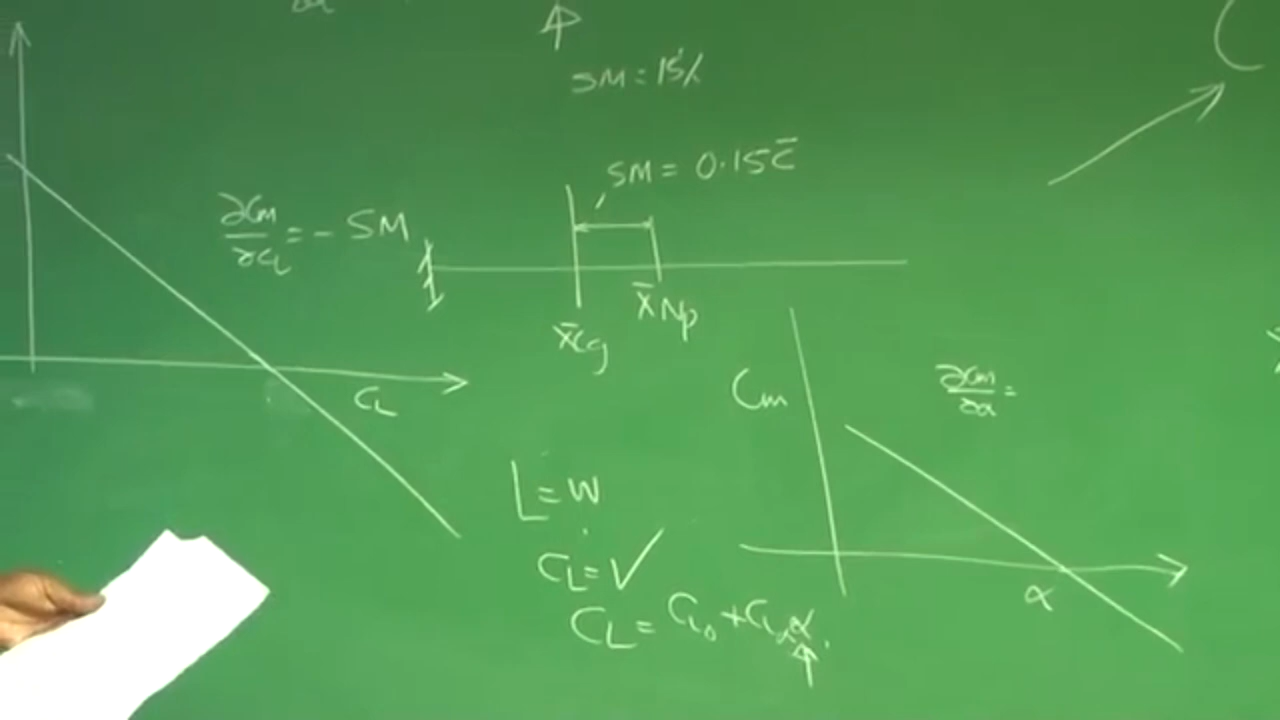 SM = 15%
SM = 0.15 c̄
∂Cm/∂CL = - SM
x̄cg
x̄Np
CL
Cm
∂Cm/∂α =
L = W
CL = ✓
α
CL = CL₀ + CLα α